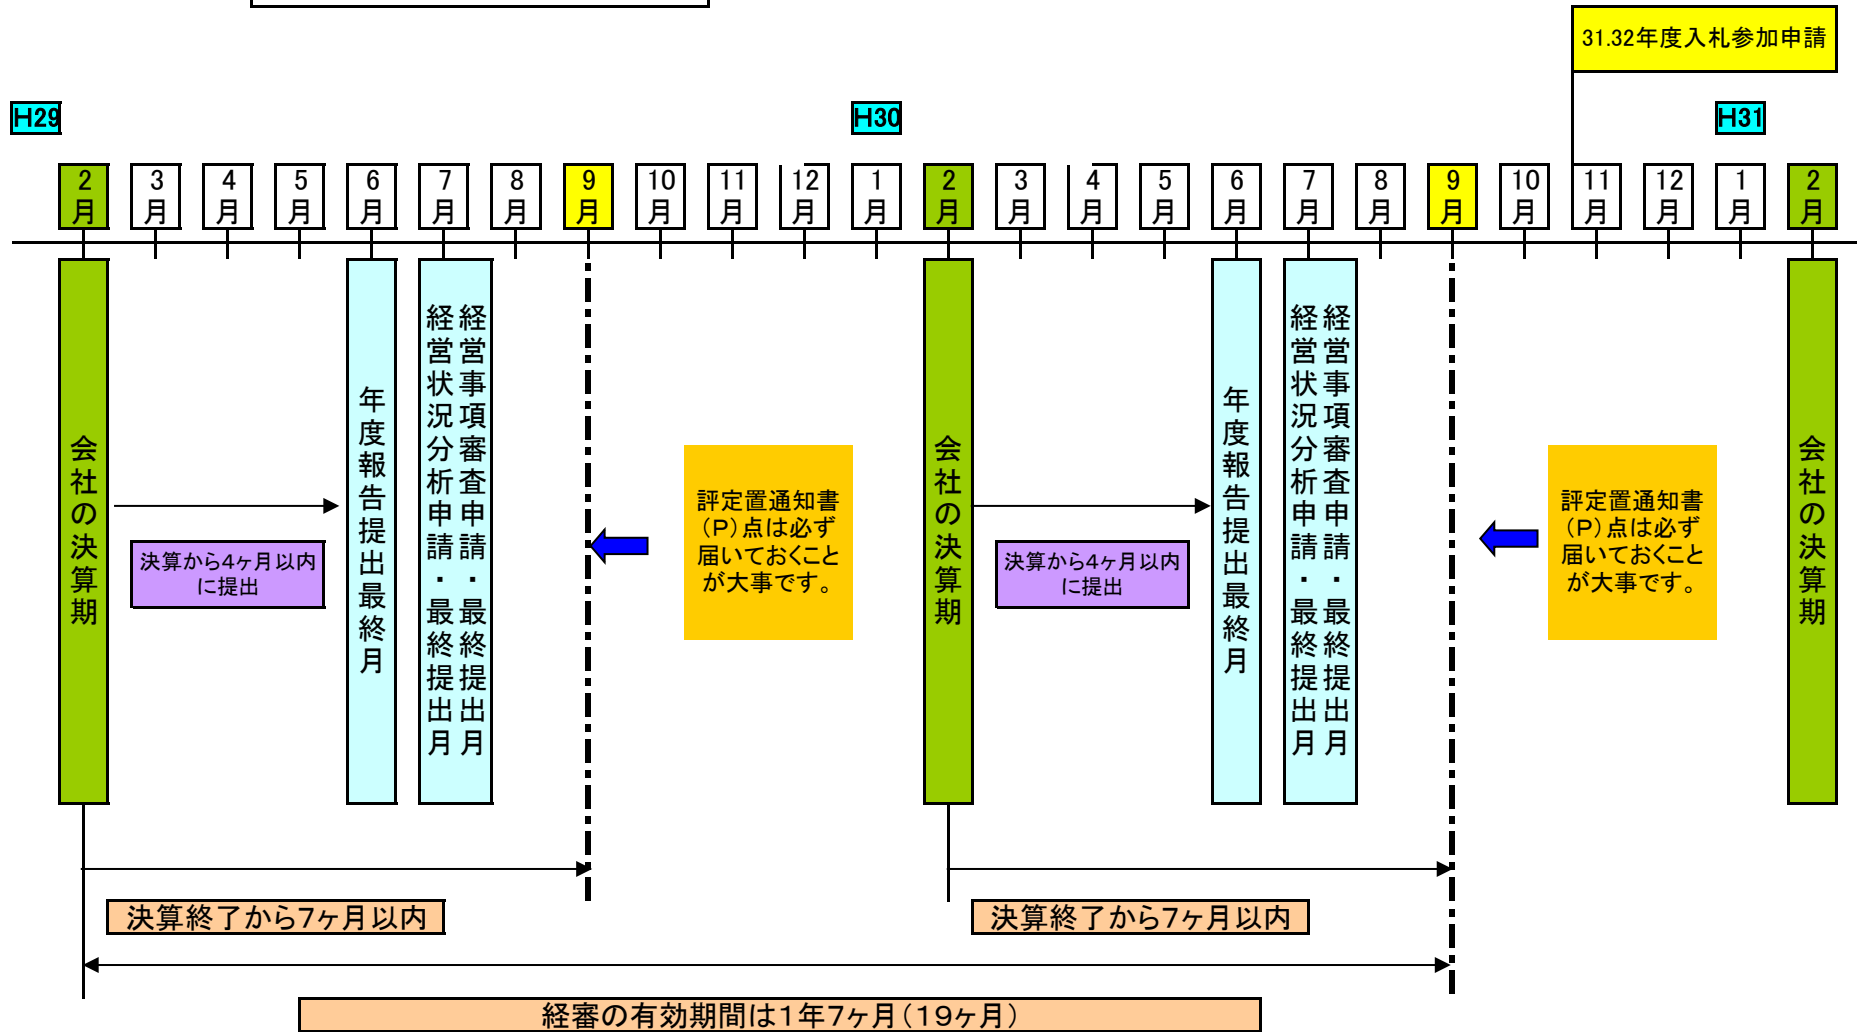 31.32年度入札参加申請
H29
H30
H31
2月
3月
4月
5月
6月
7月
8月
9月
10月
11月
12月
1月
2月
3月
4月
5月
6月
7月
8月
9月
10月
11月
12月
1月
2月
会社の決算期
決算から4ヶ月以内
に提出
年度報告提出最終月
経営事項審査申請・最終提出月
経営状況分析申請・最終提出月
評定置通知書
(P)点は必ず
届いておくこと
が大事です。
会社の決算期
決算から4ヶ月以内
に提出
年度報告提出最終月
経営事項審査申請・最終提出月
経営状況分析申請・最終提出月
評定置通知書
(P)点は必ず
届いておくこと
が大事です。
会社の決算期
決算終了から7ヶ月以内
決算終了から7ヶ月以内
経審の有効期間は1年7ヶ月(19ヶ月)